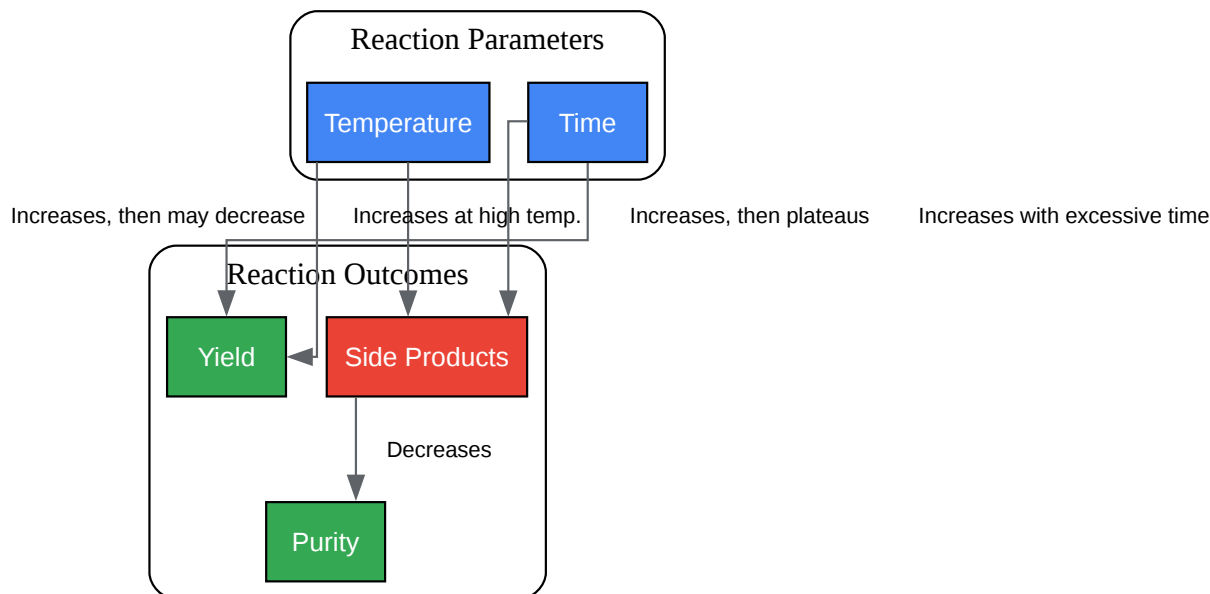 Reaction Parameters
Temperature
Time
Increases, then may decrease
Increases at high temp.
Increases, then plateaus
Increases with excessive time
Reaction Outcomes
Yield
Side Products
Decreases
Purity